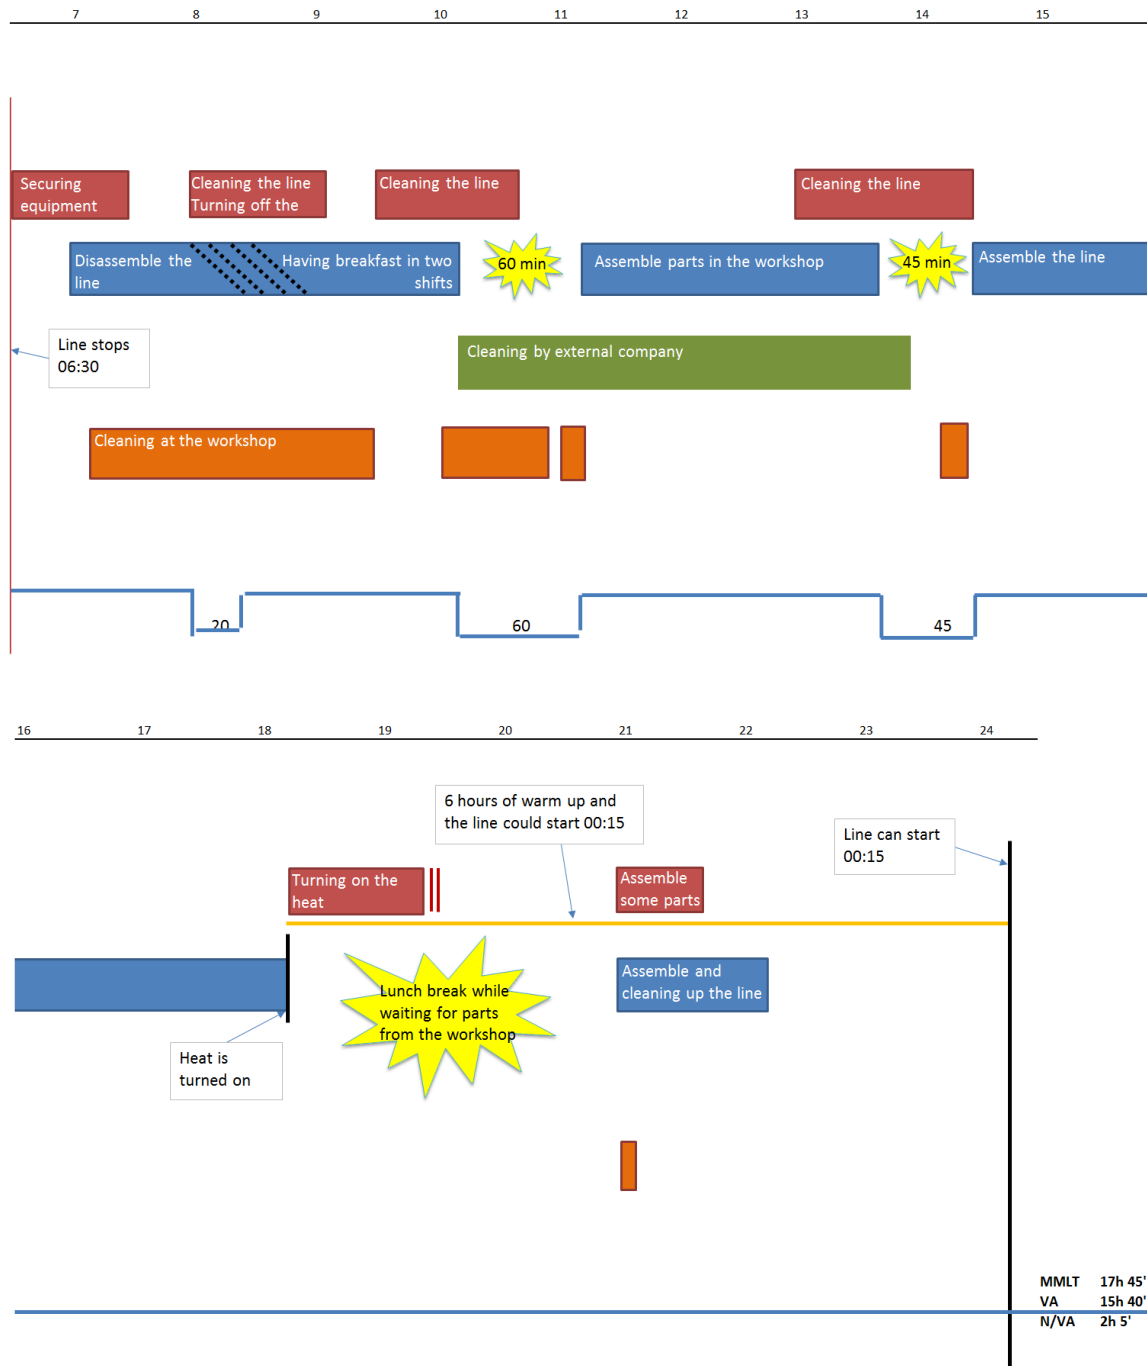 7 8 9 10 11 12 13 14 15
Securing
equipment
Cleaning the line
Turning off the
Cleaning the line
Cleaning the line
Disassemble the
line
Having breakfast in two
shifts
60 min
Assemble parts in the workshop
45 min
Assemble the line
Line stops
06:30
Cleaning by external company
Cleaning at the workshop
20
60
45
16 17 18 19 20 21 22 23 24
6 hours of warm up and
the line could start 00:15
Line can start
00:15
Turning on the
heat
Assemble
some parts
Lunch break while
waiting for parts
from the workshop
Assemble and
cleaning up the line
Heat is
turned on
MMLT 17h 45'
VA 15h 40'
N/VA 2h 5'